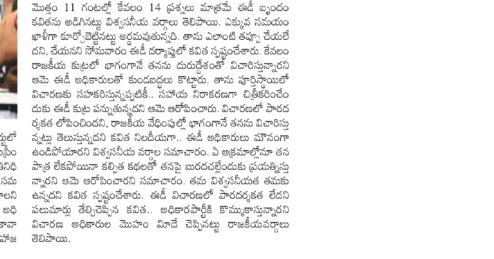 మొత్తం 11 గంటల్లో కేవలం 14 ప్రశ్నలు మాత్రమే ఈడీ బృందం
కవితను అడిగినట్టు విశ్వసనీయ వర్గాలు తెలిపాయి. ఎక్కువ సమయం
ఖాళీగా కూర్చోబెట్టినట్టు అర్థమవుతున్నది. తాను ఎలాంటి తప్పూ చేయలే
దని, చేయనని సోమవారం ఈడీ దర్యాప్తులో కవిత స్పష్టంచేశారు. కేవలం
రాజకీయ కుట్రలో భాగంగానే తనను దురుద్దేశంతో విచారిస్తున్నారని
ఆమె ఈడీ అధికారులతో కుండబద్దలు కొట్టారు. తాను పూర్తిస్థాయిలో
విచారణకు సహకరిస్తున్నప్పటికీ.. సహాయ నిరాకరణగా చిత్రీకరించేం
దుకు ఈడీ కుట్ర పన్నుతున్నదని ఆమె ఆరోపించారు. విచారణలో పారద
ర్శకత లోపించిందని, రాజకీయ వేధింపుల్లో భాగంగానే తనను విచారిస్తు
న్నట్లు తెలుస్తున్నదని కవిత నిలదీయగా.. ఈడీ అధికారులు మౌనంగా
ఉండిపోయారని విశ్వసనీయ వర్గాల సమాచారం. ఏ అక్రమాల్లోనూ తన
పాత్ర లేకపోయినా కల్పిత కథలతో తనపై బురదచల్లేందుకు ప్రయత్నిస్తు
న్నారని ఆమె ఆరోపించారని సమాచారం. తమ విశ్వసనీయత తమకు
ఉన్నదని కవిత స్పష్టంచేశారు. ఈడీ విచారణలో పారదర్శకత లేదని
పలుమార్లు తేల్చిచెప్పిన కవిత.. అధికారపార్టీకి కొమ్ముకాస్తున్నారని
విచారణ అధికారుల మొహం మీదే చెప్పినట్టు రాజకీయవర్గాలు
తెలిపాయి.